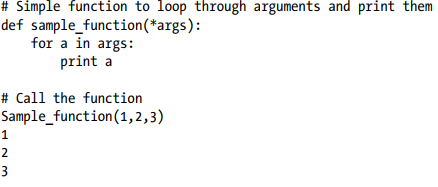 # Simple function to loop through arguments and print them
def sample_function(*args):
    for a in args:
        print a
# Call the function
Sample_function(1,2,3)
1
2
3